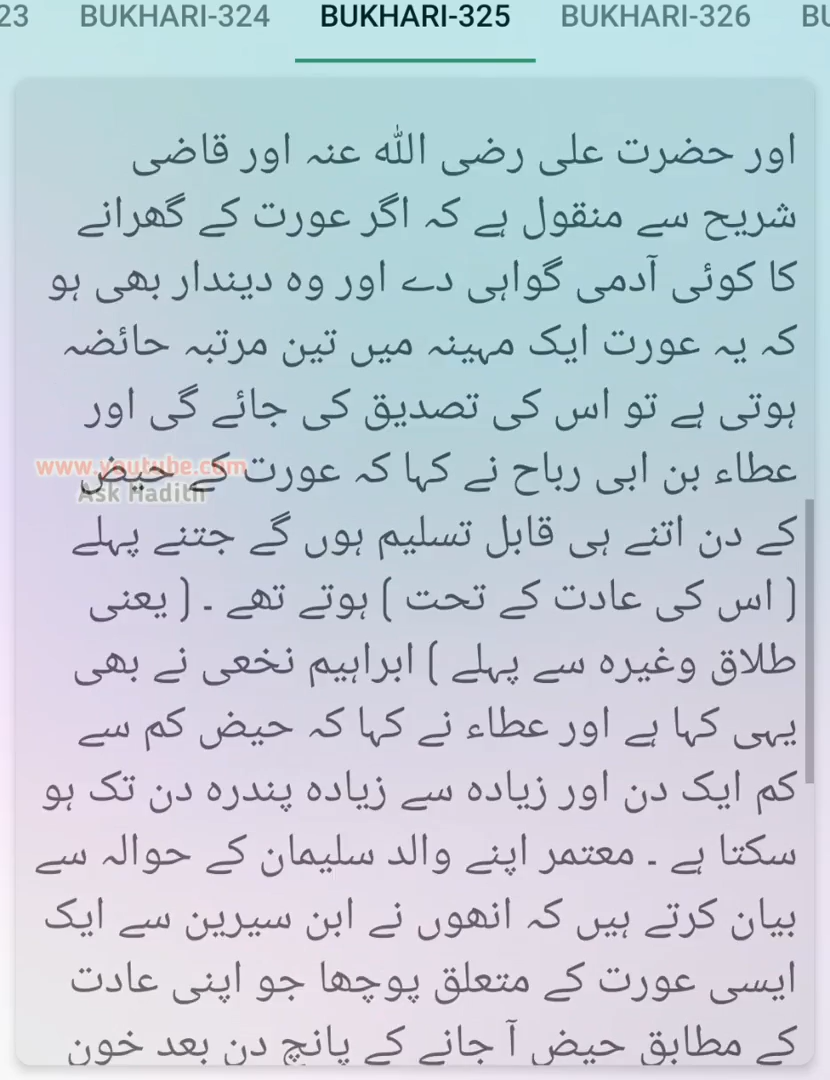 23 BUKHARI-324 BUKHARI-325 BUKHARI-326 BU
اور حضرت علی رضی اللہ عنہ اور قاضی
شریح سے منقول ہے کہ اگر عورت کے گھرانے
کا کوئی آدمی گواہی دے اور وہ دیندار بھی ہو
کہ یہ عورت ایک مہینہ میں تین مرتبہ حائضہ
ہوتی ہے تو اس کی تصدیق کی جائے گی اور
عطاء بن ابی رباح نے کہا کہ عورت کے حیض
www.youtube.com
Ask Hadith
کے دن اتنے ہی قابل تسلیم ہوں گے جتنے پہلے
( اس کی عادت کے تحت ) ہوتے تھے ۔ ( یعنی
طلاق وغیرہ سے پہلے ) ابراہیم نخعی نے بھی
یہی کہا ہے اور عطاء نے کہا کہ حیض کم سے
کم ایک دن اور زیادہ سے زیادہ پندرہ دن تک ہو
سکتا ہے ۔ معتمر اپنے والد سلیمان کے حوالہ سے
بیان کرتے ہیں کہ انھوں نے ابن سیرین سے ایک
ایسی عورت کے متعلق پوچھا جو اپنی عادت
کے مطابق حیض آ جانے کے پانچ دن بعد خون